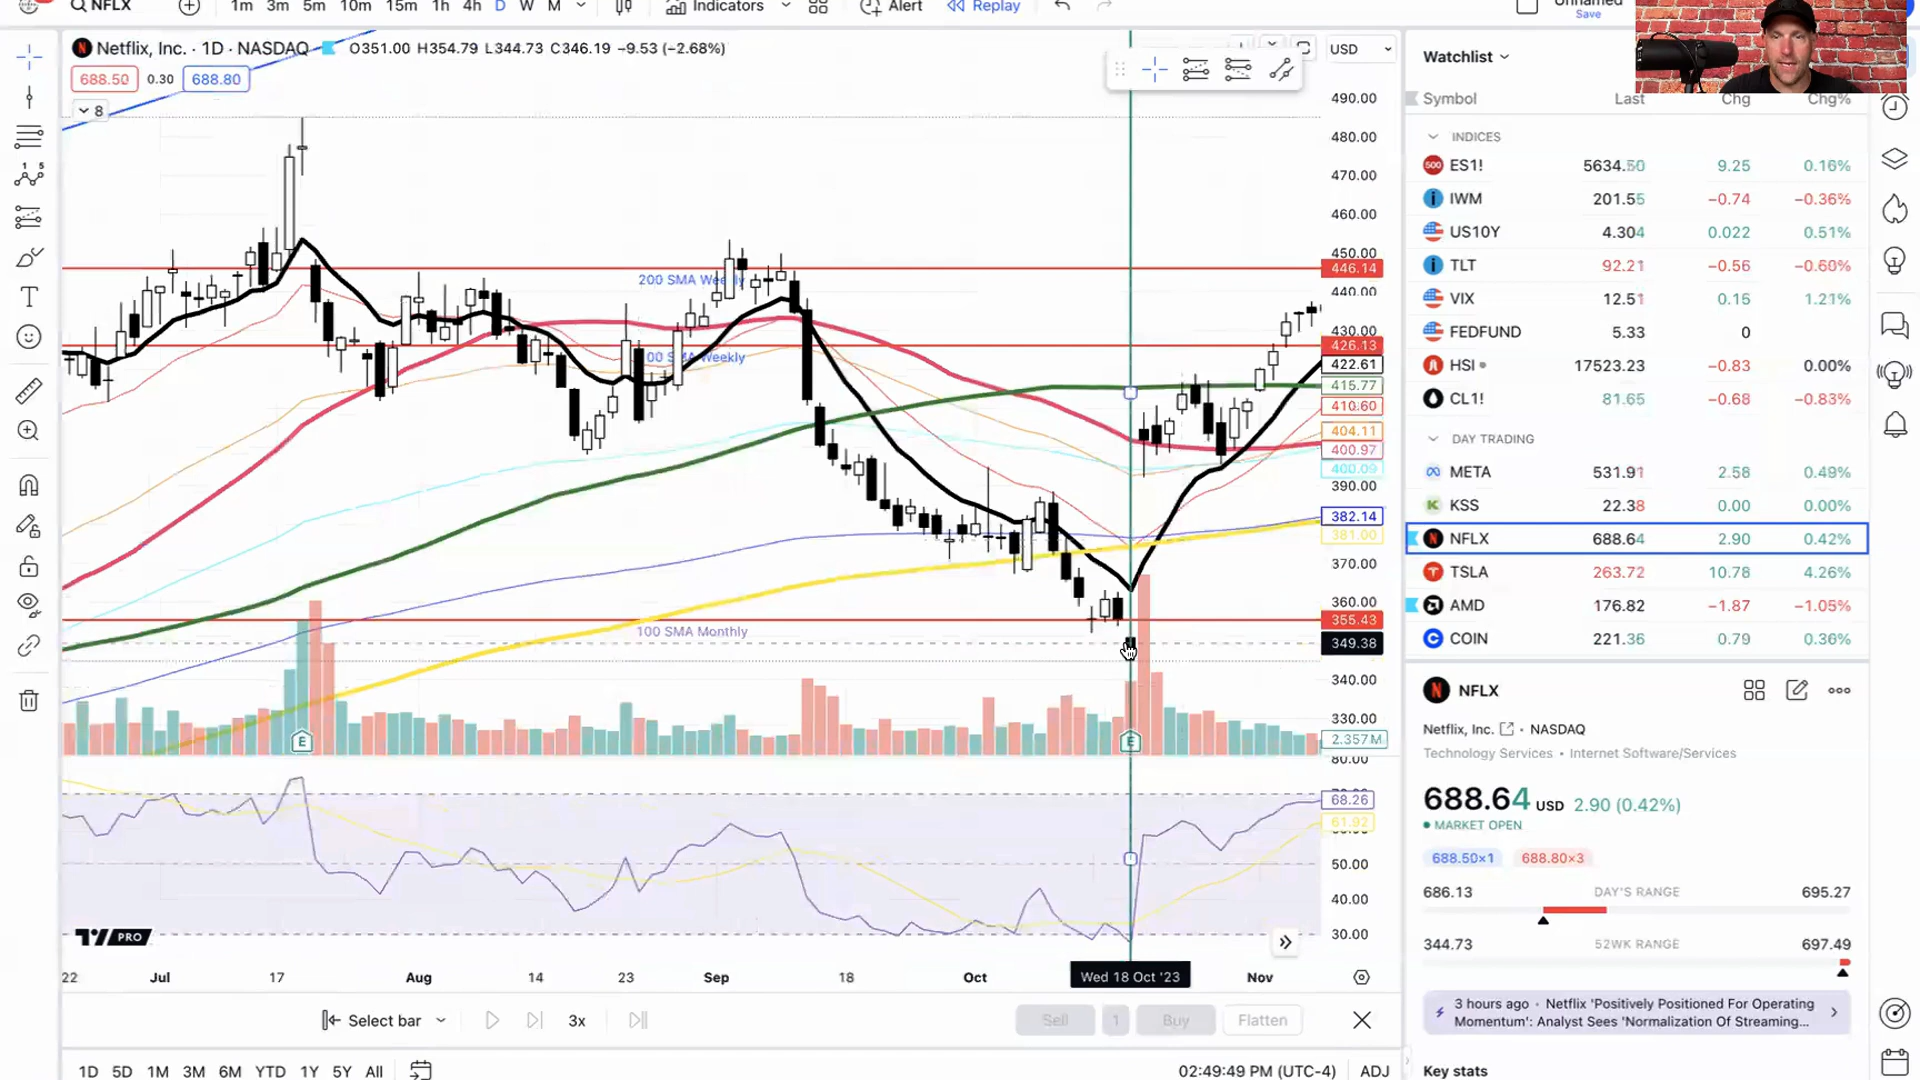 NFLX 1m 3m 5m 10m 15m 1h 4h D W M Indicators Alert Replay Unnamed
Save
Netflix, Inc. · 1D · NASDAQ O351.00 H354.79 L344.73 C346.19 −9.53 (−2.68%)
688.50 0.30 688.80
8
USD
490.00
480.00
470.00
460.00
450.00
446.14
440.00
430.00
426.13
422.61
415.77
410.60
404.11
400.97
400.09
390.00
382.14
381.00
370.00
360.00
355.43
349.38
340.00
330.00
2.357M
80.00
68.26
61.92
50.00
40.00
30.00
200 SMA Weekly
00 SMA Weekly
100 SMA Monthly
E E
TV PRO
22 Jul 17 Aug 14 23 Sep 18 Oct Wed 18 Oct '23 Nov
Select bar 3x Sell 1 Buy Flatten
1D 5D 1M 3M 6M YTD 1Y 5Y All 02:49:49 PM (UTC-4) ADJ
Watchlist
Symbol Last Chg Chg%
INDICES
500 ES1! 5634.50 9.25 0.16%
IWM 201.55 −0.74 −0.36%
US10Y 4.304 0.022 0.51%
TLT 92.21 −0.56 −0.60%
VIX 12.51 0.15 1.21%
FEDFUND 5.33 0
HSI 17523.23 −0.83 0.00%
CL1! 81.65 −0.68 −0.83%
DAY TRADING
META 531.91 2.58 0.49%
KSS 22.38 0.00 0.00%
NFLX 688.64 2.90 0.42%
TSLA 263.72 10.78 4.26%
AMD 176.82 −1.87 −1.05%
COIN 221.36 0.79 0.36%
NFLX
Netflix, Inc. · NASDAQ
Technology Services • Internet Software/Services
688.64 USD 2.90 (0.42%)
MARKET OPEN
688.50×1 688.80×3
686.13 DAY'S RANGE 695.27
344.73 52WK RANGE 697.49
3 hours ago · Netflix 'Positively Positioned For Operating
Momentum': Analyst Sees 'Normalization Of Streaming...
Key stats